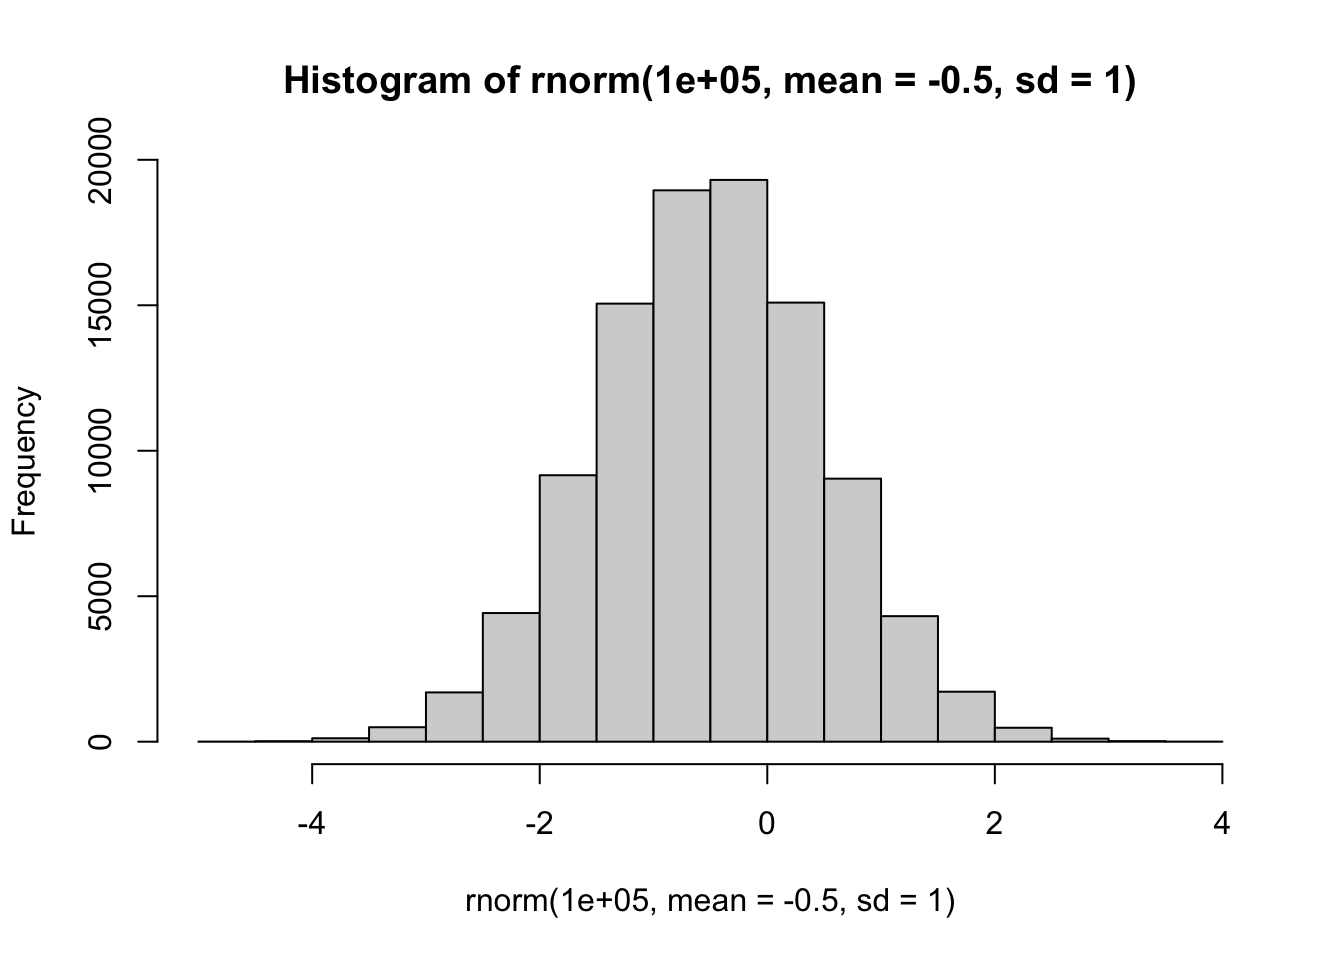 Histogram of rnorm(1e+05, mean = -0.5, sd = 1)
Frequency
20000
15000
10000
5000
0
-4 -2 0 2 4
rnorm(1e+05, mean = -0.5, sd = 1)